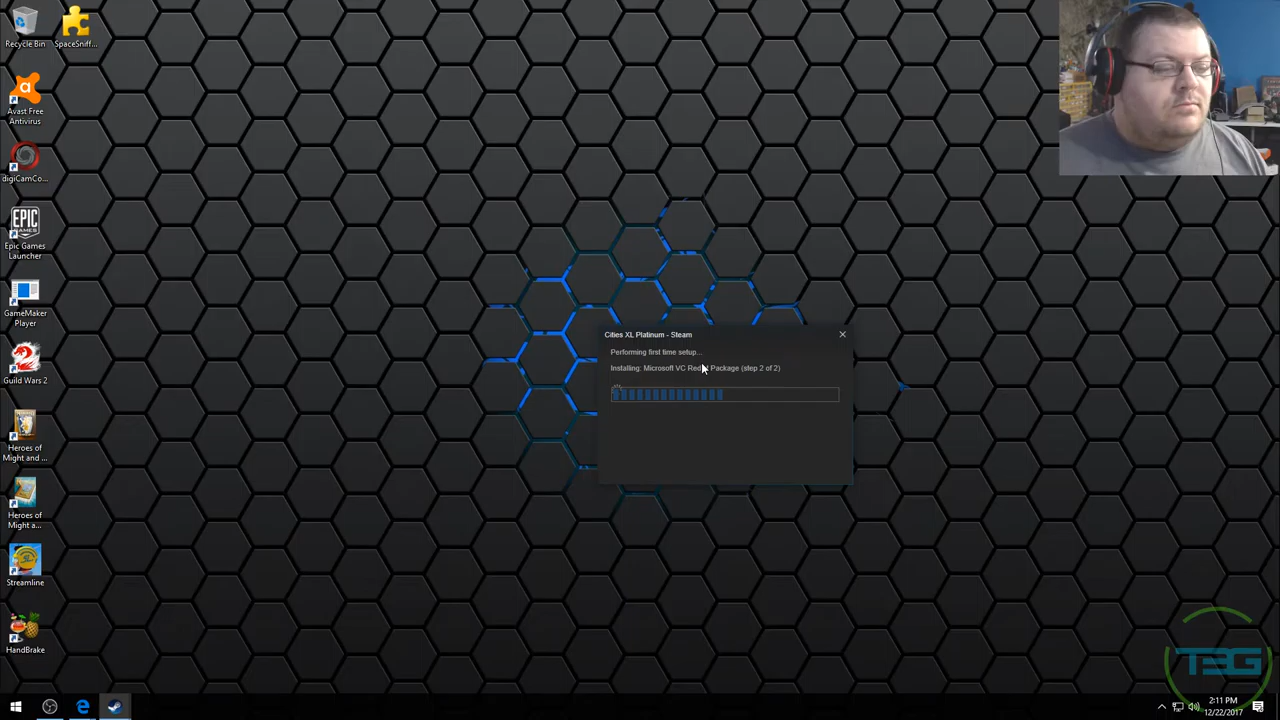 Recycle Bin
SpaceSniff...
Avast Free
Antivirus
digiCamCo...
EPIC
GAMES
Epic Games
Launcher
GameMaker
Player
Guild Wars 2
Heroes of
Might and ...
Heroes of
Might a...
Streamline
HandBrake
Cities XL Platinum - Steam
Performing first time setup...
Installing: Microsoft VC Redist Package (step 2 of 2)
TEG
2:11 PM
12/22/2017